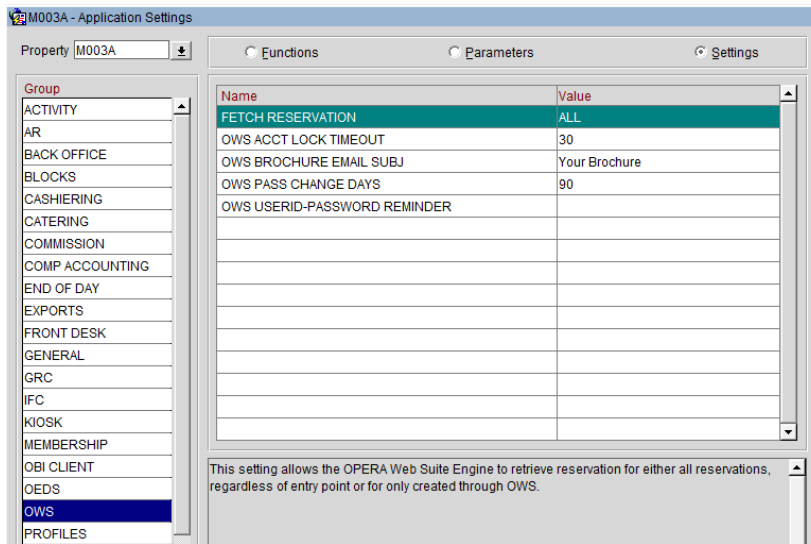 M003A - Application Settings
Property M003A
Functions Parameters Settings
Group
ACTIVITY
AR
BACK OFFICE
BLOCKS
CASHIERING
CATERING
COMMISSION
COMP ACCOUNTING
END OF DAY
EXPORTS
FRONT DESK
GENERAL
GRC
IFC
KIOSK
MEMBERSHIP
OBI CLIENT
OEDS
OWS
PROFILES
Name Value
FETCH RESERVATION ALL
OWS ACCT LOCK TIMEOUT 30
OWS BROCHURE EMAIL SUBJ Your Brochure
OWS PASS CHANGE DAYS 90
OWS USERID-PASSWORD REMINDER
This setting allows the OPERA Web Suite Engine to retrieve reservation for either all reservations,
regardless of entry point or for only created through OWS.